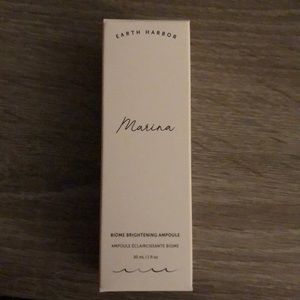 EARTH HARBOR
Marina
BIOME BRIGHTENING AMPOULE
AMPOULE ÉCLAIRCISSANTE BIOME
30 mL / 1 fl oz